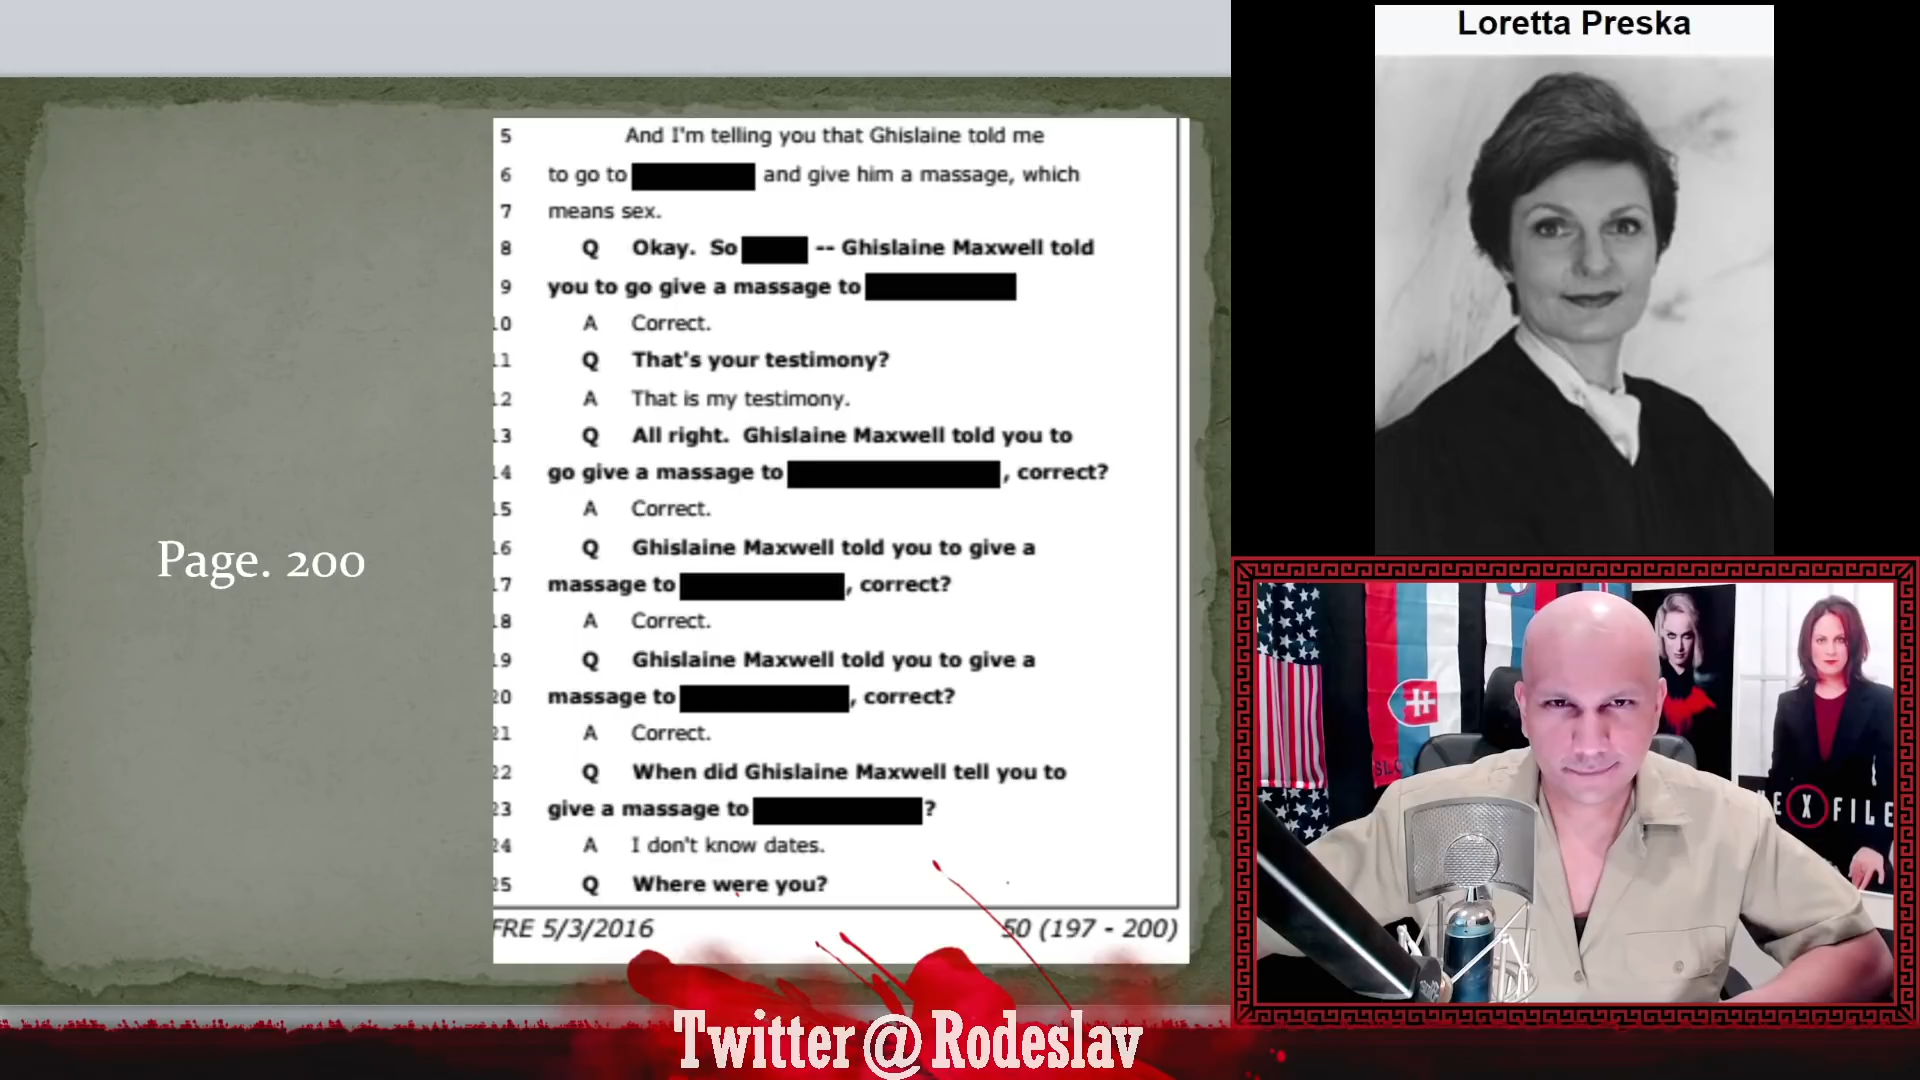 Loretta Preska
5 And I'm telling you that Ghislaine told me
6 to go to and give him a massage, which
7 means sex.
8 Q Okay. So -- Ghislaine Maxwell told
9 you to go give a massage to
10 A Correct.
11 Q That's your testimony?
12 A That is my testimony.
13 Q All right. Ghislaine Maxwell told you to
14 go give a massage to , correct?
15 A Correct.
16 Q Ghislaine Maxwell told you to give a
17 massage to , correct?
18 A Correct.
19 Q Ghislaine Maxwell told you to give a
20 massage to , correct?
21 A Correct.
22 Q When did Ghislaine Maxwell tell you to
23 give a massage to ?
24 A I don't know dates.
25 Q Where were you?
FRE 5/3/2016 50 (197 - 200)
Page. 200
E X FILE
Twitter@Rodeslav